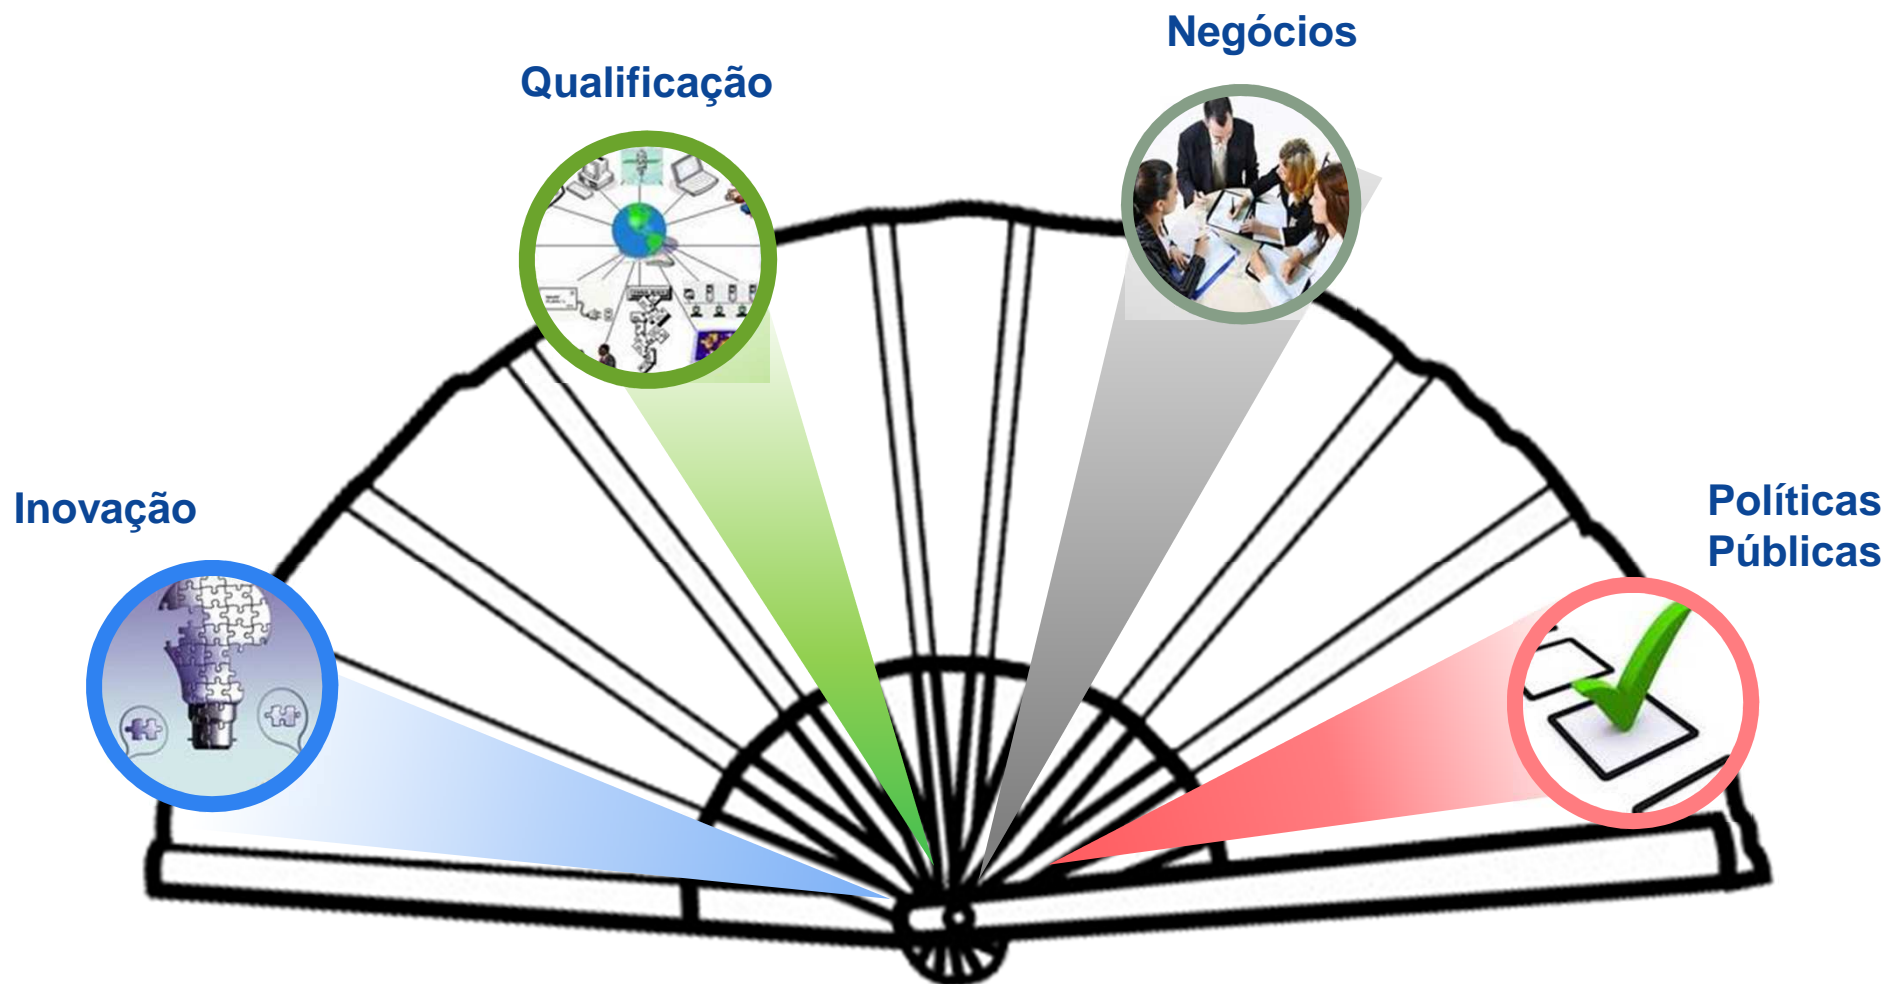 Negócios
Qualificação
Inovação
Políticas
Públicas